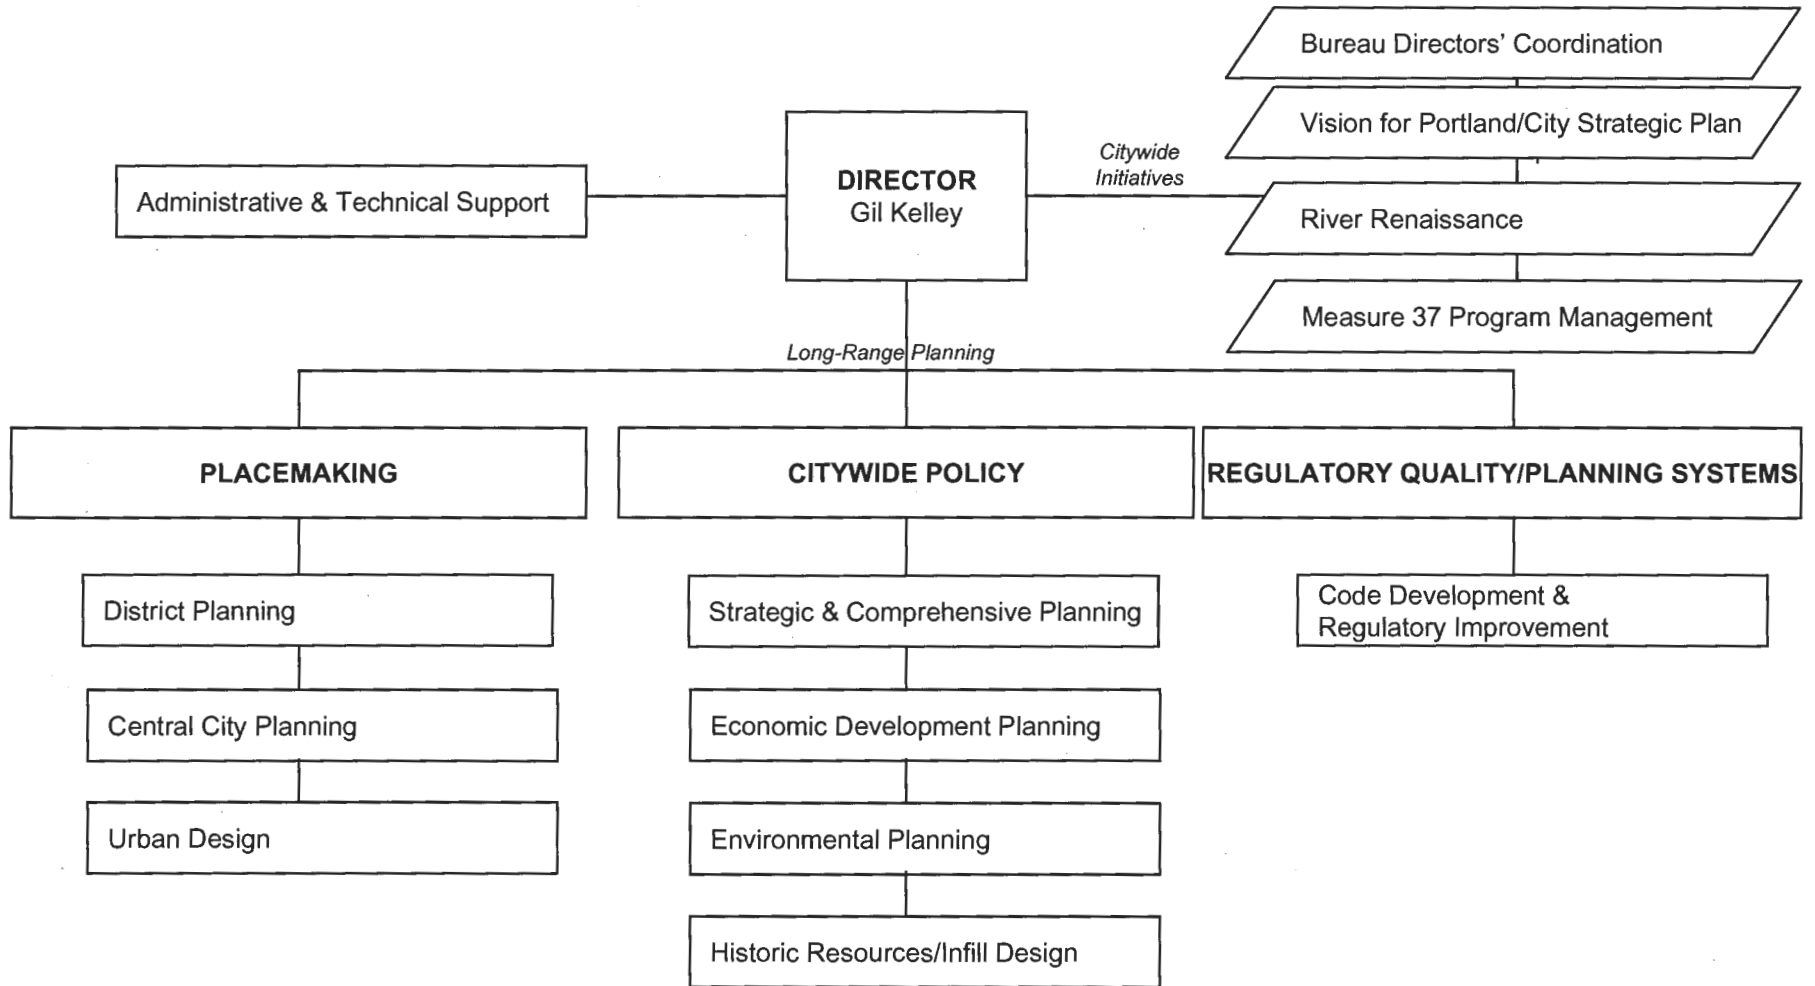 Bureau Directors’ Coordination
Vision for Portland/City Strategic Plan
Citywide
Initiatives
DIRECTOR
Gil Kelley
Administrative & Technical Support
River Renaissance
Measure 37 Program Management
Long-Range Planning
PLACEMAKING
CITYWIDE POLICY
REGULATORY QUALITY/PLANNING SYSTEMS
District Planning
Central City Planning
Urban Design
Strategic & Comprehensive Planning
Economic Development Planning
Environmental Planning
Historic Resources/Infill Design
Code Development &
Regulatory Improvement